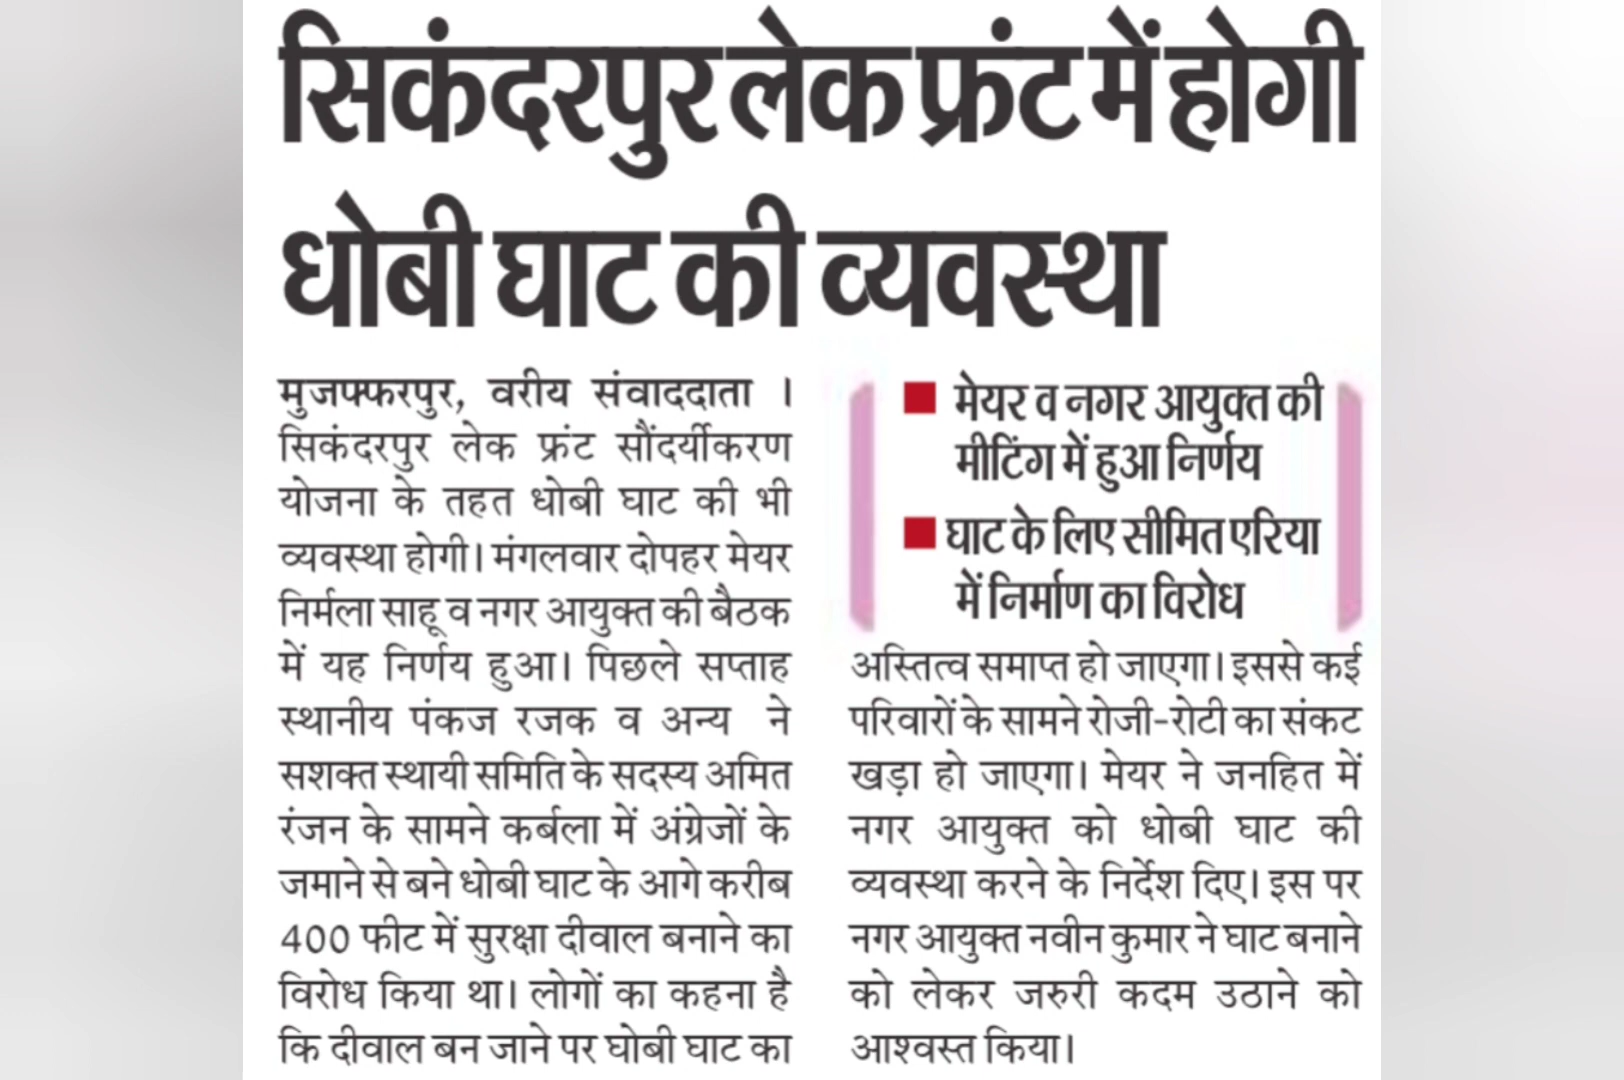 सिकंदरपुर लेक फ्रंट में होगी
धोबी घाट की व्यवस्था
मुजफ्फरपुर, वरीय संवाददाता ।
सिकंदरपुर लेक फ्रंट सौंदर्यीकरण
योजना के तहत धोबी घाट की भी
व्यवस्था होगी। मंगलवार दोपहर मेयर
निर्मला साहू व नगर आयुक्त की बैठक
में यह निर्णय हुआ। पिछले सप्ताह
स्थानीय पंकज रजक व अन्य ने
सशक्त स्थायी समिति के सदस्य अमित
रंजन के सामने कर्बला में अंग्रेजों के
जमाने से बने धोबी घाट के आगे करीब
400 फीट में सुरक्षा दीवाल बनाने का
विरोध किया था। लोगों का कहना है
कि दीवाल बन जाने पर घोबी घाट का
■ मेयर व नगर आयुक्त की
मीटिंग में हुआ निर्णय
■ घाट के लिए सीमित एरिया
में निर्माण का विरोध
अस्तित्व समाप्त हो जाएगा। इससे कई
परिवारों के सामने रोजी-रोटी का संकट
खड़ा हो जाएगा। मेयर ने जनहित में
नगर आयुक्त को धोबी घाट की
व्यवस्था करने के निर्देश दिए। इस पर
नगर आयुक्त नवीन कुमार ने घाट बनाने
को लेकर जरुरी कदम उठाने को
आश्वस्त किया।